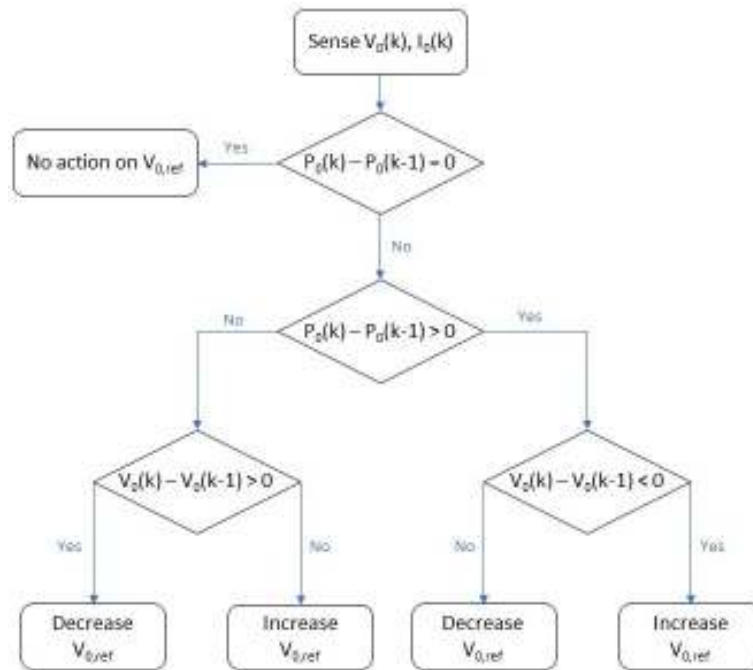 Sense V₀(k), I₀(k)
Yes
P₀(k) – P₀(k-1) = 0
No action on V₀,ref
No
No
P₀(k) – P₀(k-1) > 0
Yes
V₀(k) – V₀(k-1) > 0
V₀(k) – V₀(k-1) < 0
Yes
No
No
Yes
Decrease
V₀,ref
Increase
V₀,ref
Decrease
V₀,ref
Increase
V₀,ref